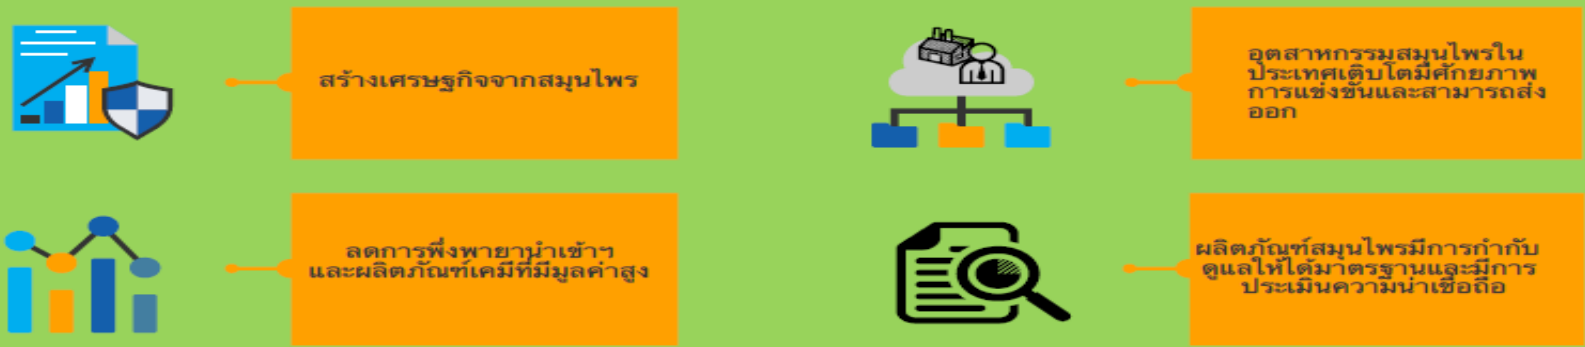 สร้างเศรษฐกิจจากสมุนไพร
อุตสาหกรรมสมุนไพรใน
ประเทศเติบโตมีศักยภาพ
การแข่งขันและสามารถส่ง
ออก
ลดการพึ่งพายานำเข้าฯ
และผลิตภัณฑ์เคมีที่มีมูลค่าสูง
ผลิตภัณฑ์สมุนไพรมีการกำกับ
ดูแลให้ได้มาตรฐานและมีการ
ประเมินความน่าเชื่อถือ